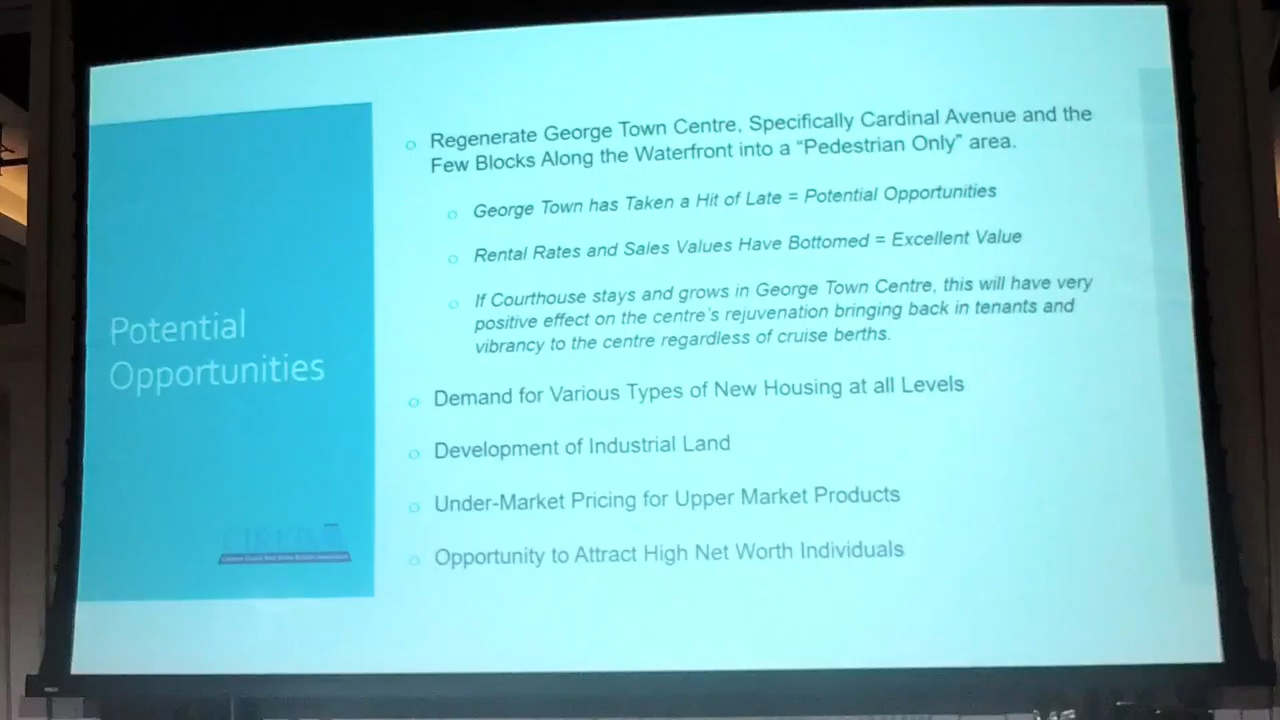 Potential
Opportunities
Regenerate George Town Centre, Specifically Cardinal Avenue and the
Few Blocks Along the Waterfront into a "Pedestrian Only" area.
George Town has Taken a Hit of Late = Potential Opportunities
Rental Rates and Sales Values Have Bottomed = Excellent Value
If Courthouse stays and grows in George Town Centre, this will have very
positive effect on the centre's rejuvenation bringing back in tenants and
vibrancy to the centre regardless of cruise berths.
Demand for Various Types of New Housing at all Levels
Development of Industrial Land
Under-Market Pricing for Upper Market Products
Opportunity to Attract High Net Worth Individuals